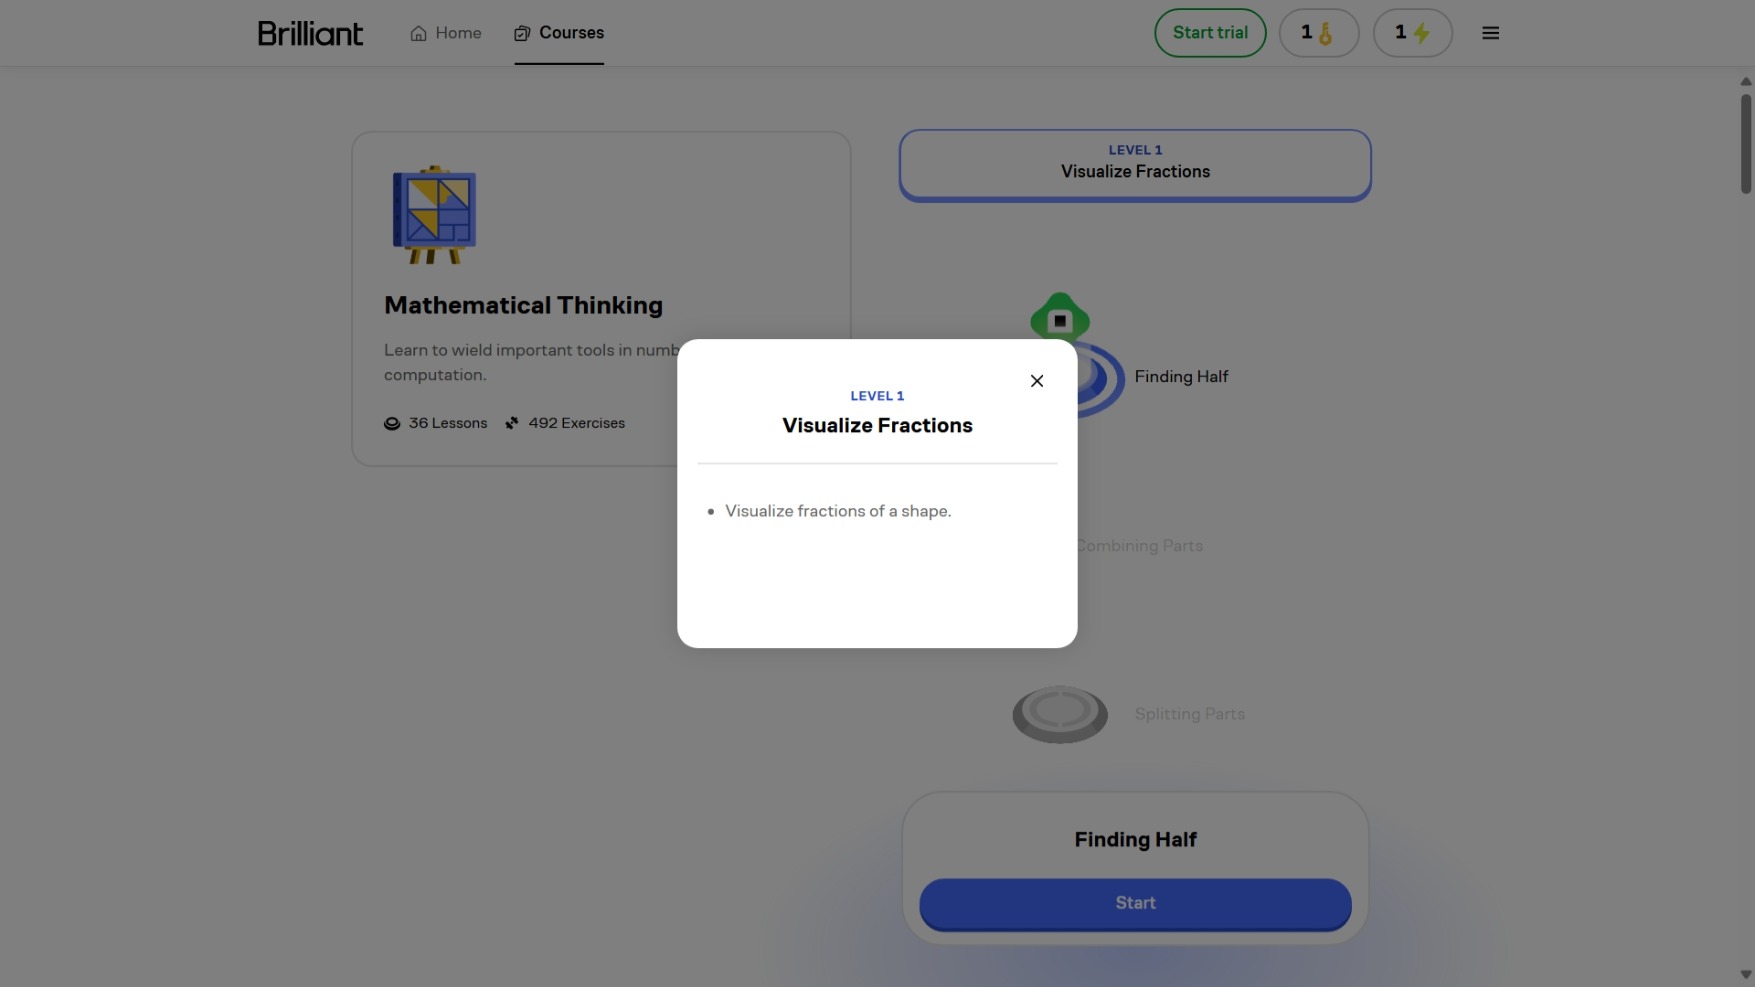 Brilliant
Home
Courses
Start trial
1
1
LEVEL 1
Visualize Fractions
Mathematical Thinking
Learn to wield important tools in
computation.
36 Lessons
492 Exercises
Finding Half
LEVEL 1
Visualize Fractions
• Visualize fractions of a shape.
Combining Parts
Splitting Parts
Finding Half
Start